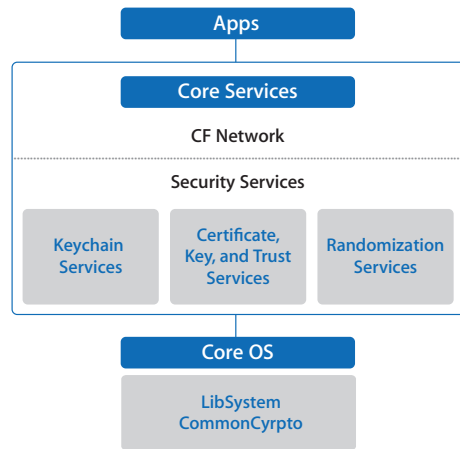 Apps
Core Services
CF Network
Security Services
Keychain
Services
Certificate,
Key, and Trust
Services
Randomization
Services
Core OS
LibSystem
CommonCyrpto